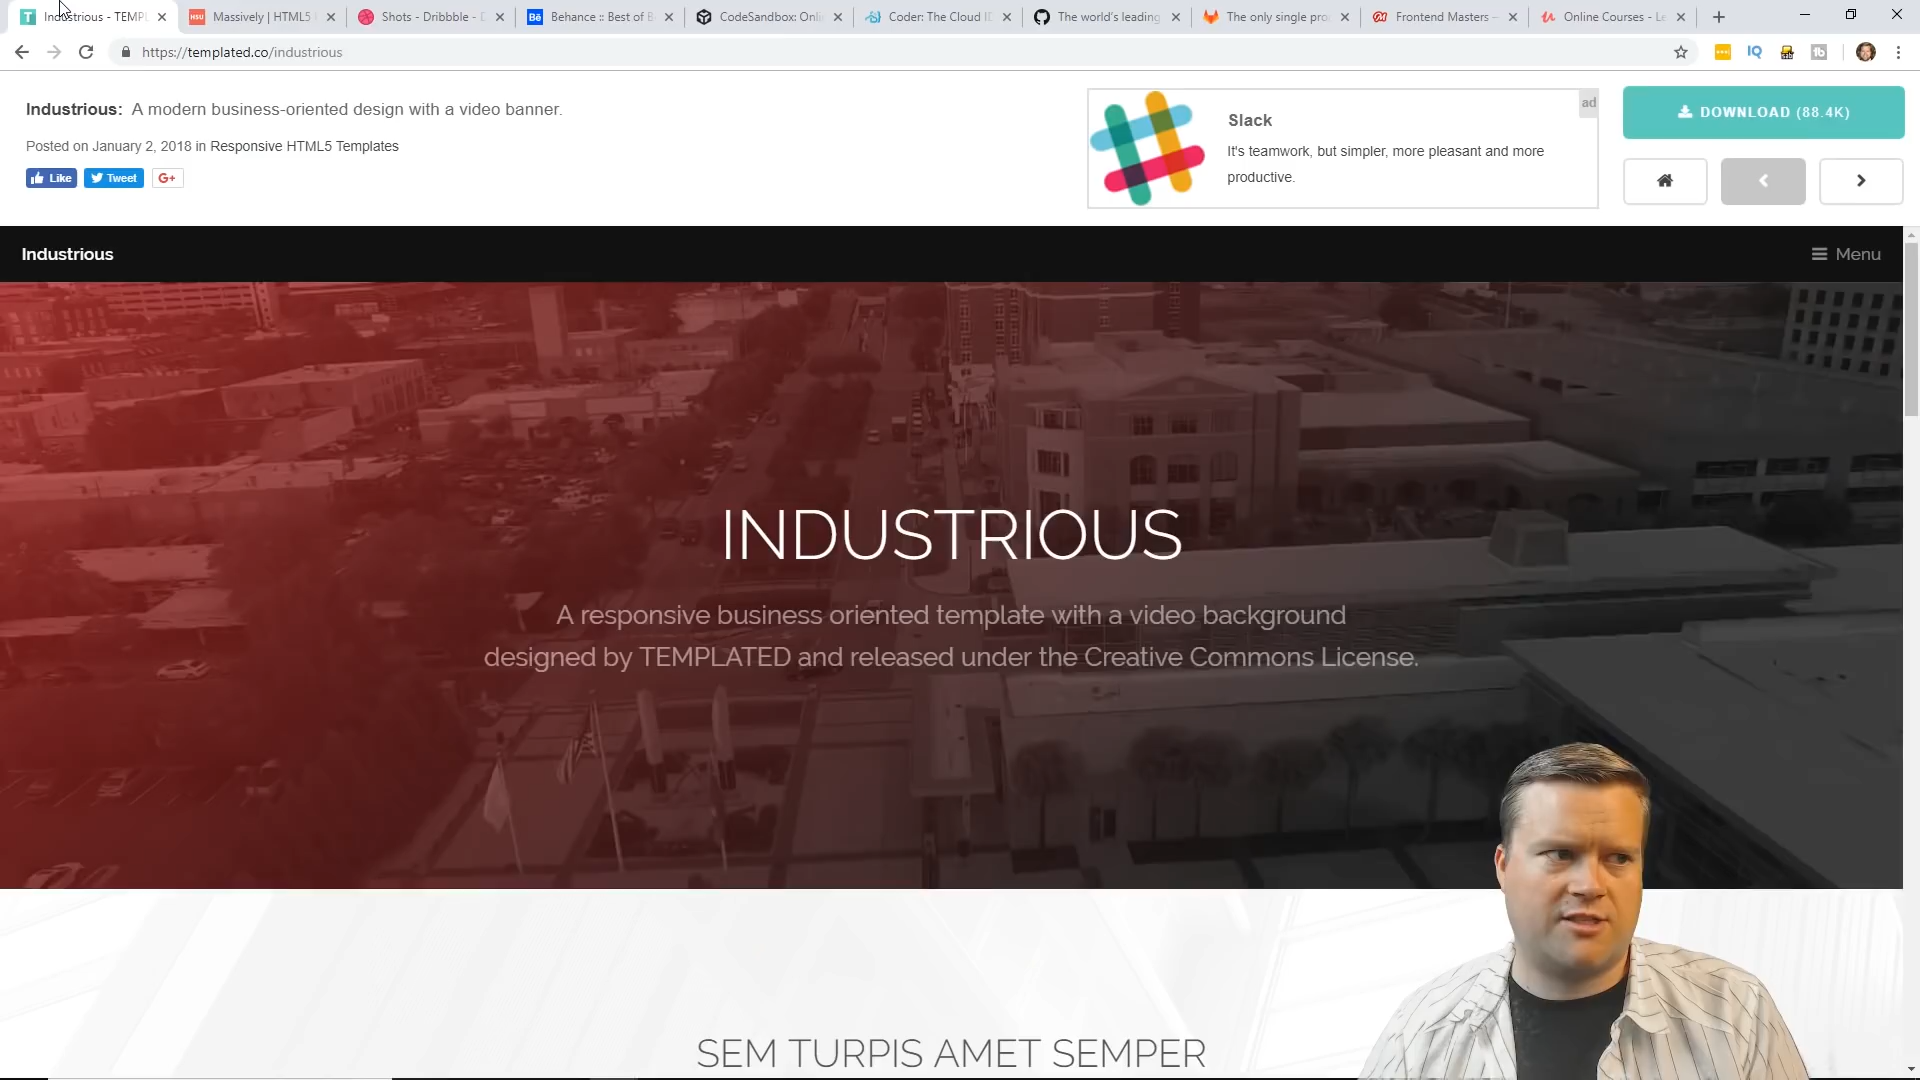 Industrious - TEMPL
Massively | HTML5
Shots - Dribbble - D
Behance :: Best of B
CodeSandbox: Onli
Coder: The Cloud ID
The world's leading
The only single pro
Frontend Masters –
Online Courses - Le
https://templated.co/industrious
Industrious: A modern business-oriented design with a video banner.
Posted on January 2, 2018 in Responsive HTML5 Templates
Like
Tweet
G+
ad
Slack
It's teamwork, but simpler, more pleasant and more
productive.
DOWNLOAD (88.4K)
Industrious
Menu
INDUSTRIOUS
A responsive business oriented template with a video background
designed by TEMPLATED and released under the Creative Commons License.
SEM TURPIS AMET SEMPER